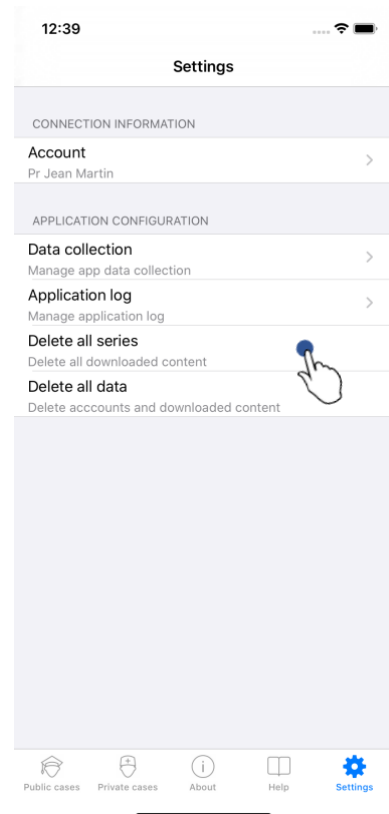 12:39
Settings
CONNECTION INFORMATION
Account
Pr Jean Martin
APPLICATION CONFIGURATION
Data collection
Manage app data collection
Application log
Manage application log
Delete all series
Delete all downloaded content
Delete all data
Delete acccounts and downloaded content
Public cases Private cases About Help Settings